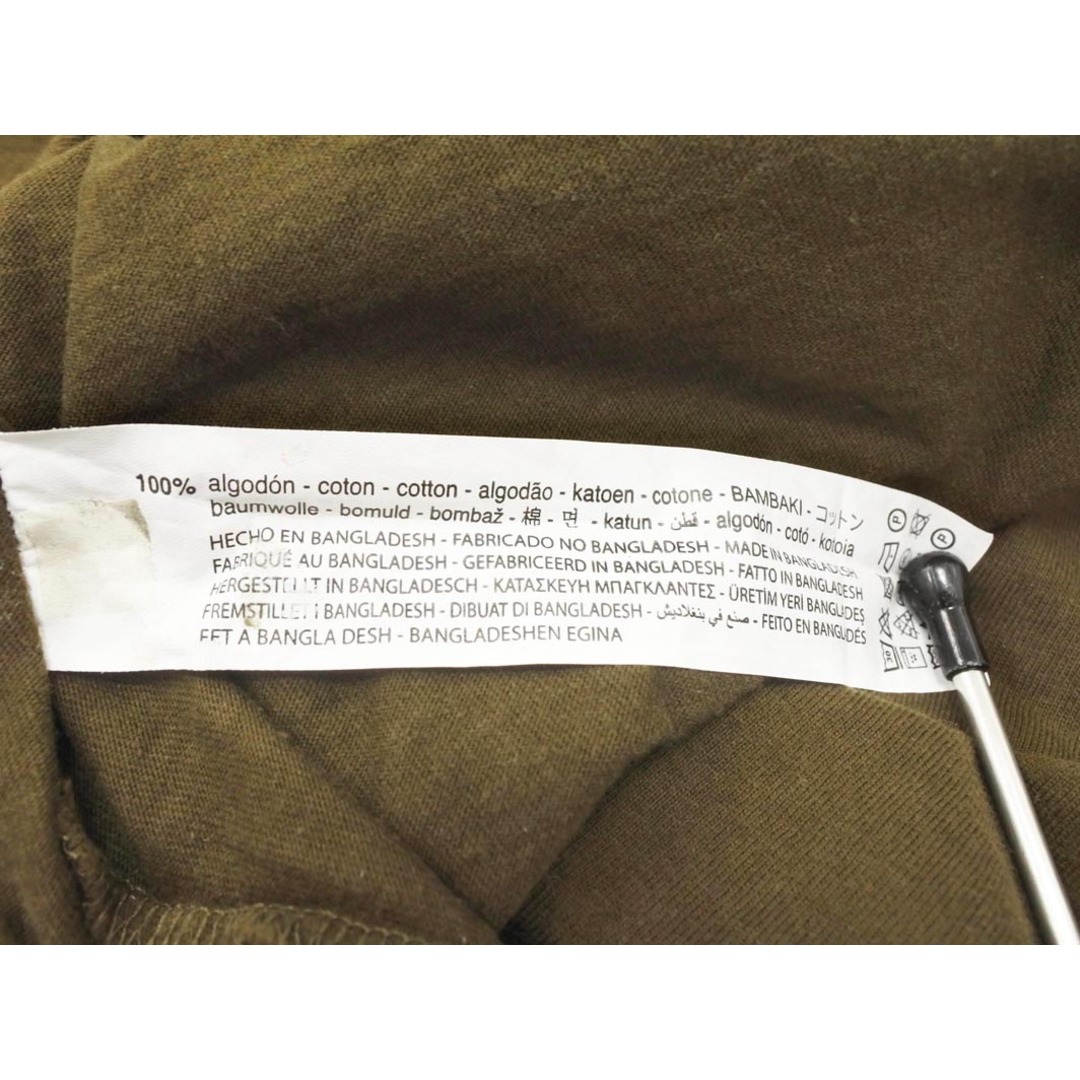 100% algodón - coton - cotton - algodão - katoen - cotone - BAMBAKI - コットン
baumwolle - bomuld - bombaž - 棉 - 면 - katun - قطن - algodón - cotó - kotoia
HECHO EN BANGLADESH - FABRICADO NO BANGLADESH - MADE IN BANGLADESH
FABRIQUÉ AU BANGLADESH - GEFABRICEERD IN BANGLADESH - FATTO IN BANGLADESH
HERGESTELLT IN BANGLADESCH - ΚΑΤΑΣΚΕΥΗ ΜΠΑΓΚΛΑΝΤΕΣ - ÜRETİM YERİ BANGLADEŞ
FREMSTILLET I BANGLADESH - DIBUAT DI BANGLADESH - صنع في بنغلاديش - FEITO EN BANGLADÉS
FET A BANGLA DESH - BANGLADESHEN EGINA
P
P